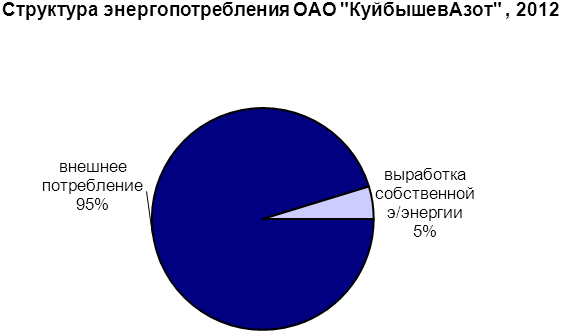 Структура энергопотребления ОАО "КуйбышевАзот" , 2012
внешнее
потребление
95%
выработка
собственной
э/энергии
5%